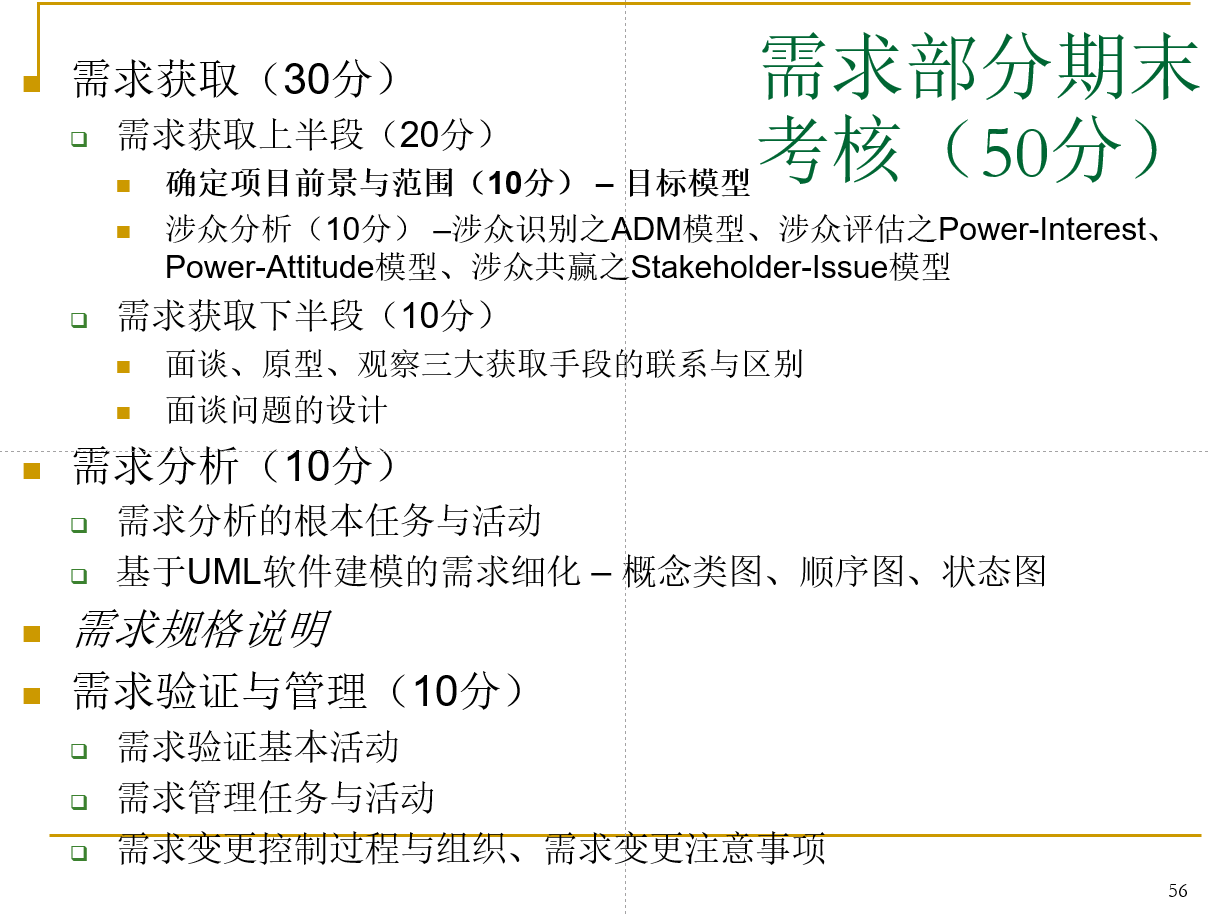 需求部分期末
考核（50分）
需求获取（30分）
需求获取上半段（20分）
确定项目前景与范围（10分） – 目标模型
涉众分析（10分） –涉众识别之ADM模型、涉众评估之Power-Interest、
Power-Attitude模型、涉众共赢之Stakeholder-Issue模型
需求获取下半段（10分）
面谈、原型、观察三大获取手段的联系与区别
面谈问题的设计
需求分析（10分）
需求分析的根本任务与活动
基于UML软件建模的需求细化 – 概念类图、顺序图、状态图
需求规格说明
需求验证与管理（10分）
需求验证基本活动
需求管理任务与活动
需求变更控制过程与组织、需求变更注意事项
56